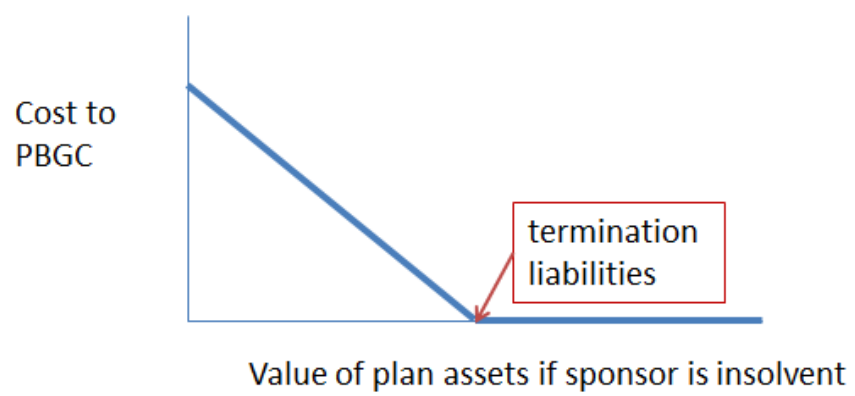 Cost to
PBGC
termination
liabilities
Value of plan assets if sponsor is insolvent